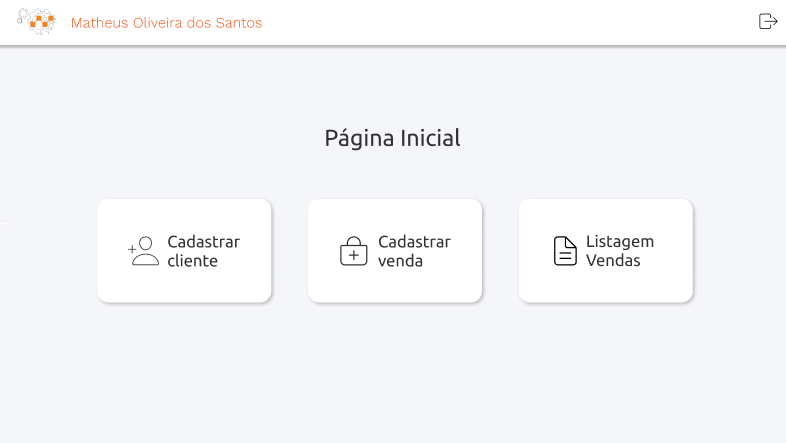 Matheus Oliveira dos Santos
Página Inicial
Cadastrar
cliente
Cadastrar
venda
Listagem
Vendas